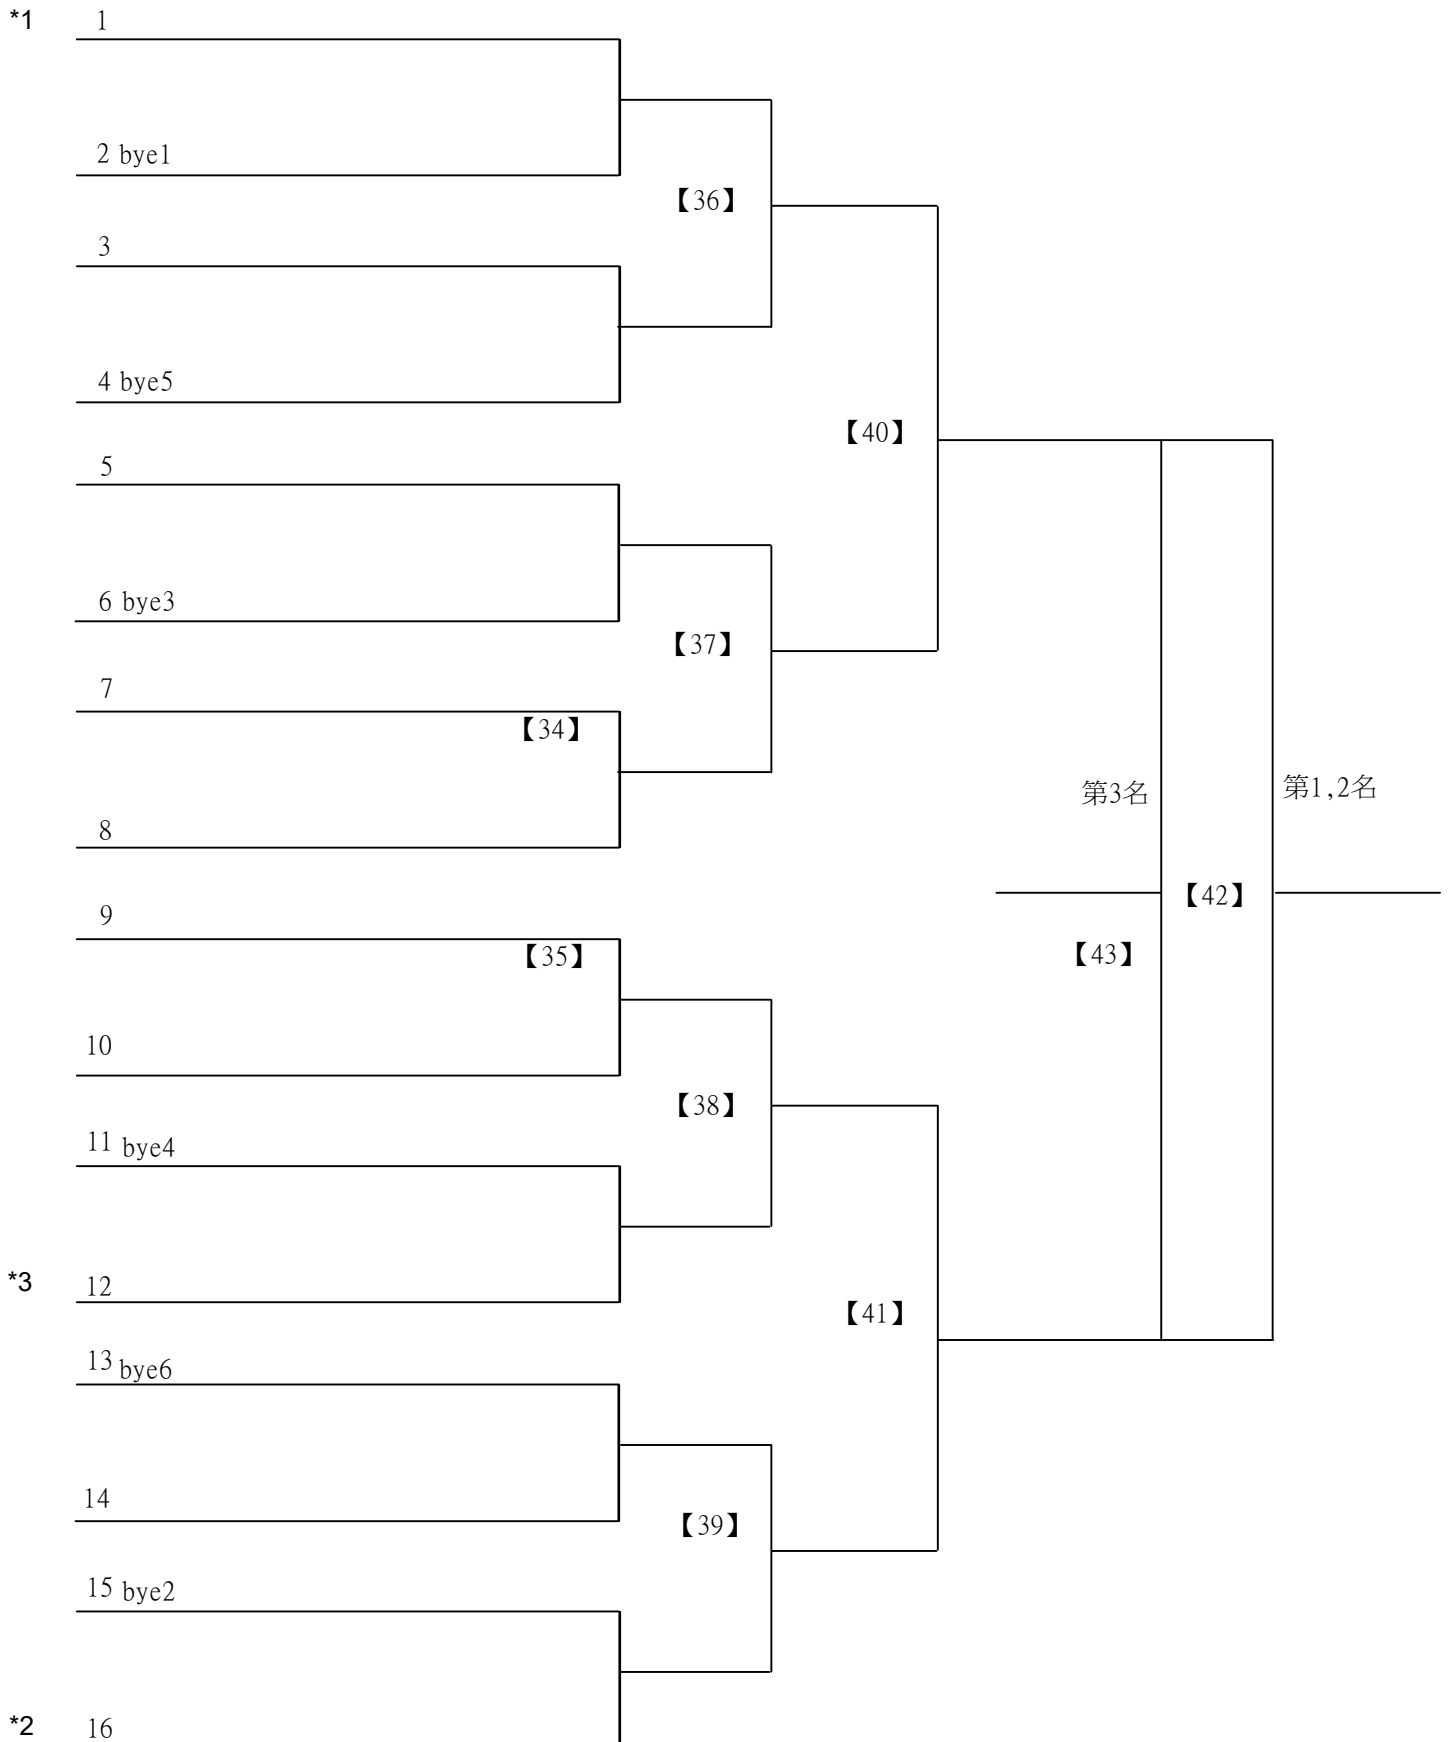 *1 1
2 bye1
【36】
3
4 bye5
【40】
5
6 bye3
【37】
7
【34】
第3名
第1,2名
8
【42】
9
【35】
【43】
10
【38】
11 bye4
*3 12
【41】
13 bye6
14
【39】
15 bye2
*2 16